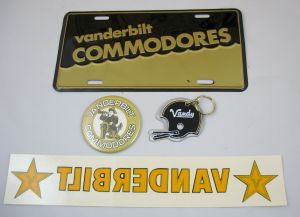 vanderbilt
COMMODORES
VANDERBILT
COMMODORES
Vandy
VANDERBILT